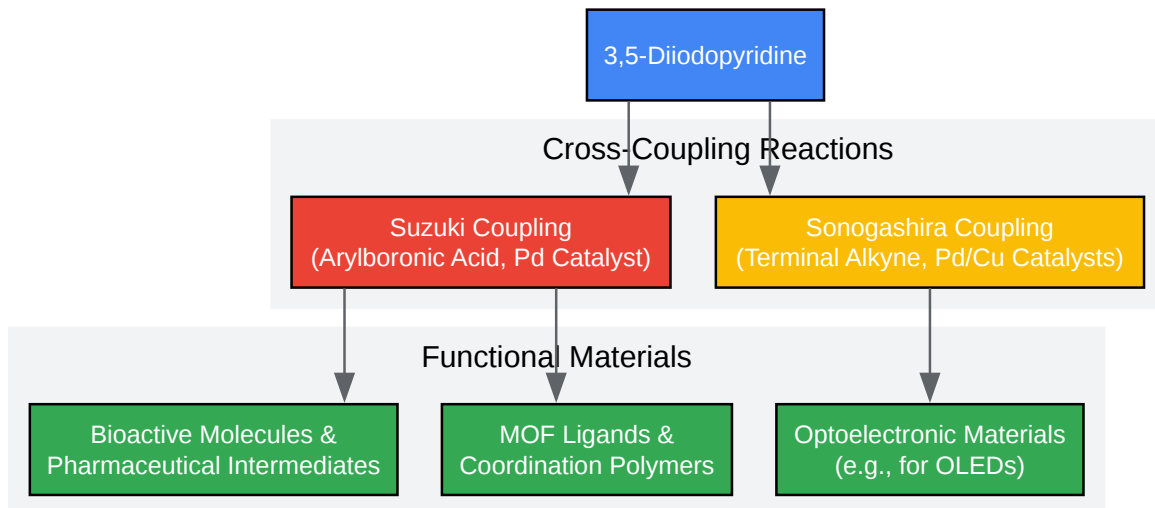 3,5-Diiodopyridine
Cross-Coupling Reactions
Suzuki Coupling
(Arylboronic Acid, Pd Catalyst)
Sonogashira Coupling
(Terminal Alkyne, Pd/Cu Catalysts)
Functional Materials
Bioactive Molecules &
Pharmaceutical Intermediates
MOF Ligands &
Coordination Polymers
Optoelectronic Materials
(e.g., for OLEDs)